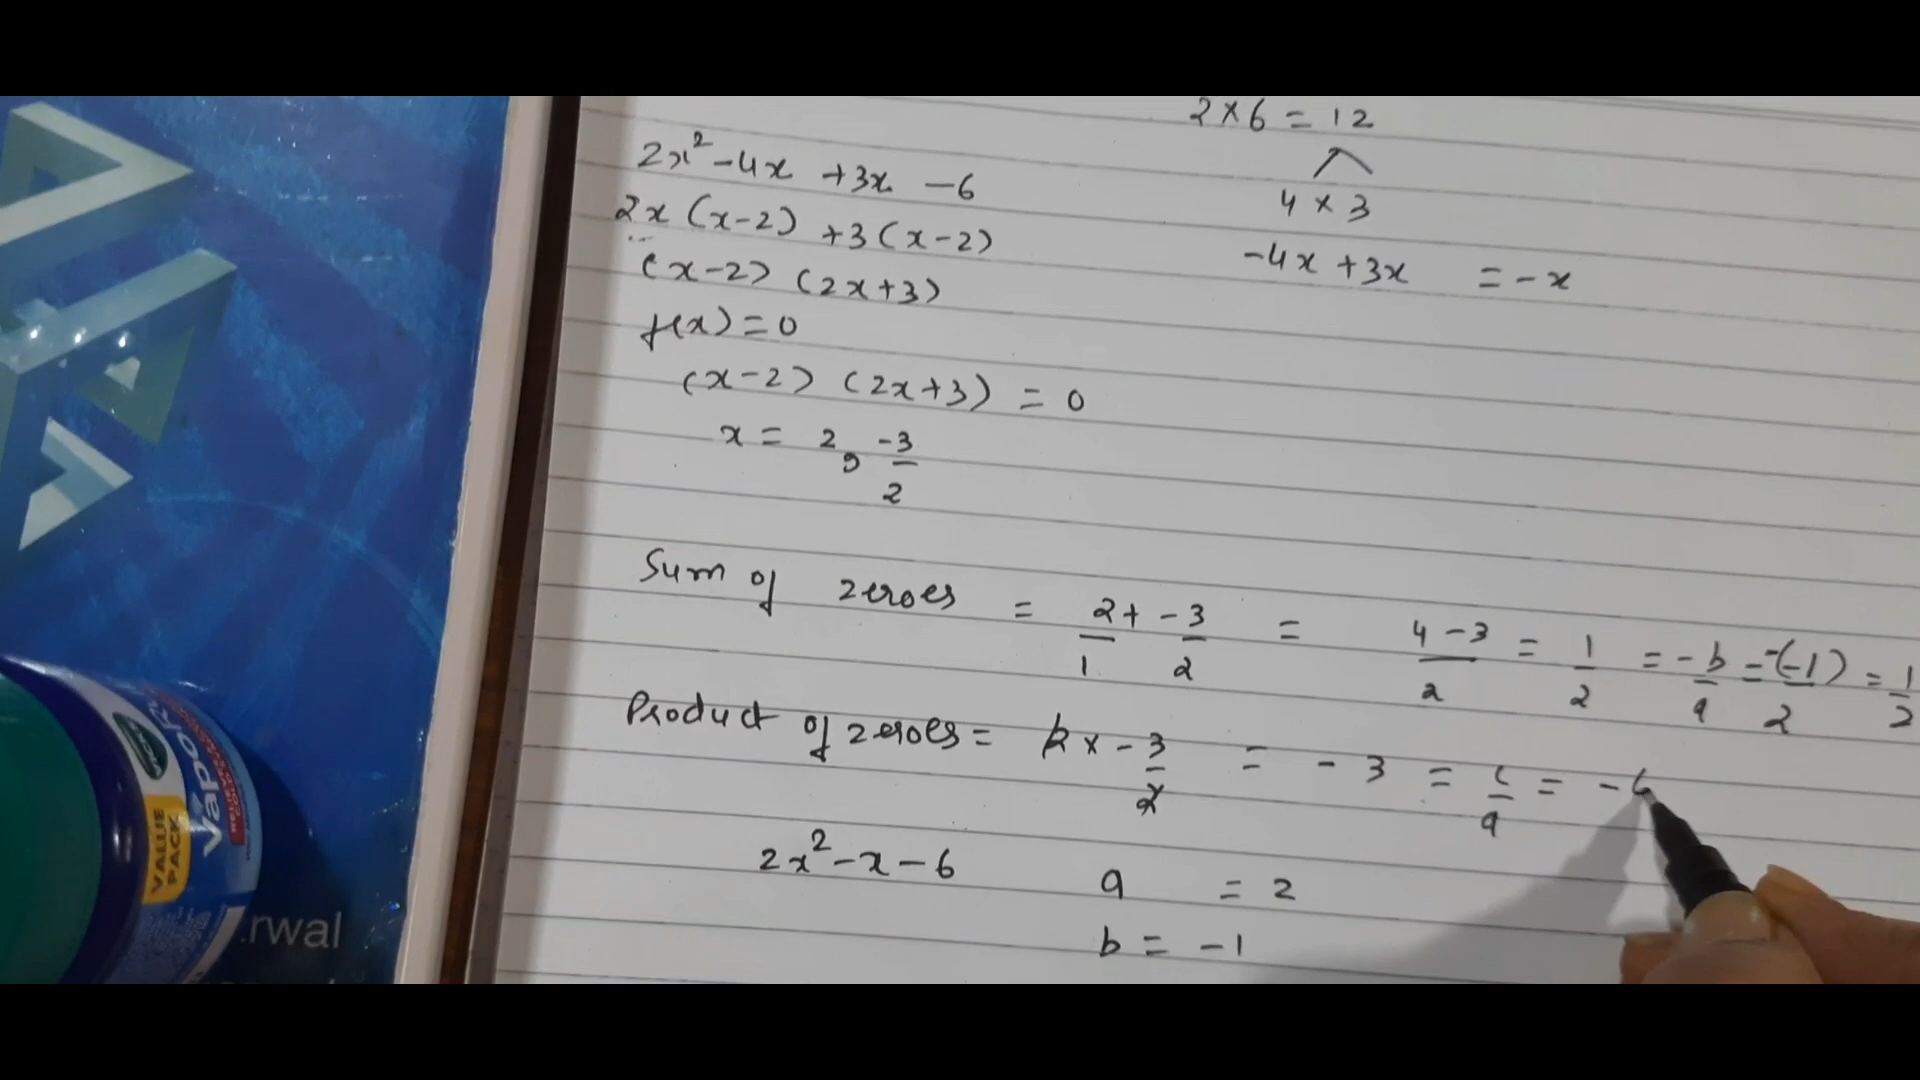 2 × 6 = 12
4 × 3
-4x + 3x = -x
2x² - 4x + 3x - 6
2x (x-2) + 3 (x-2)
(x-2) (2x+3)
f(x) = 0
(x-2) (2x+3) = 0
x = 2, -3/2
Sum of zeroes = 2/1 + -3/2 = 4-3/2 = 1/2 = -b/a = -(-1)/2 = 1/2
Product of zeroes = 2 × -3/2 = -3 = c/a = -6
2x² - x - 6
a = 2
b = -1
VapoR
VALUE PACK
rwal